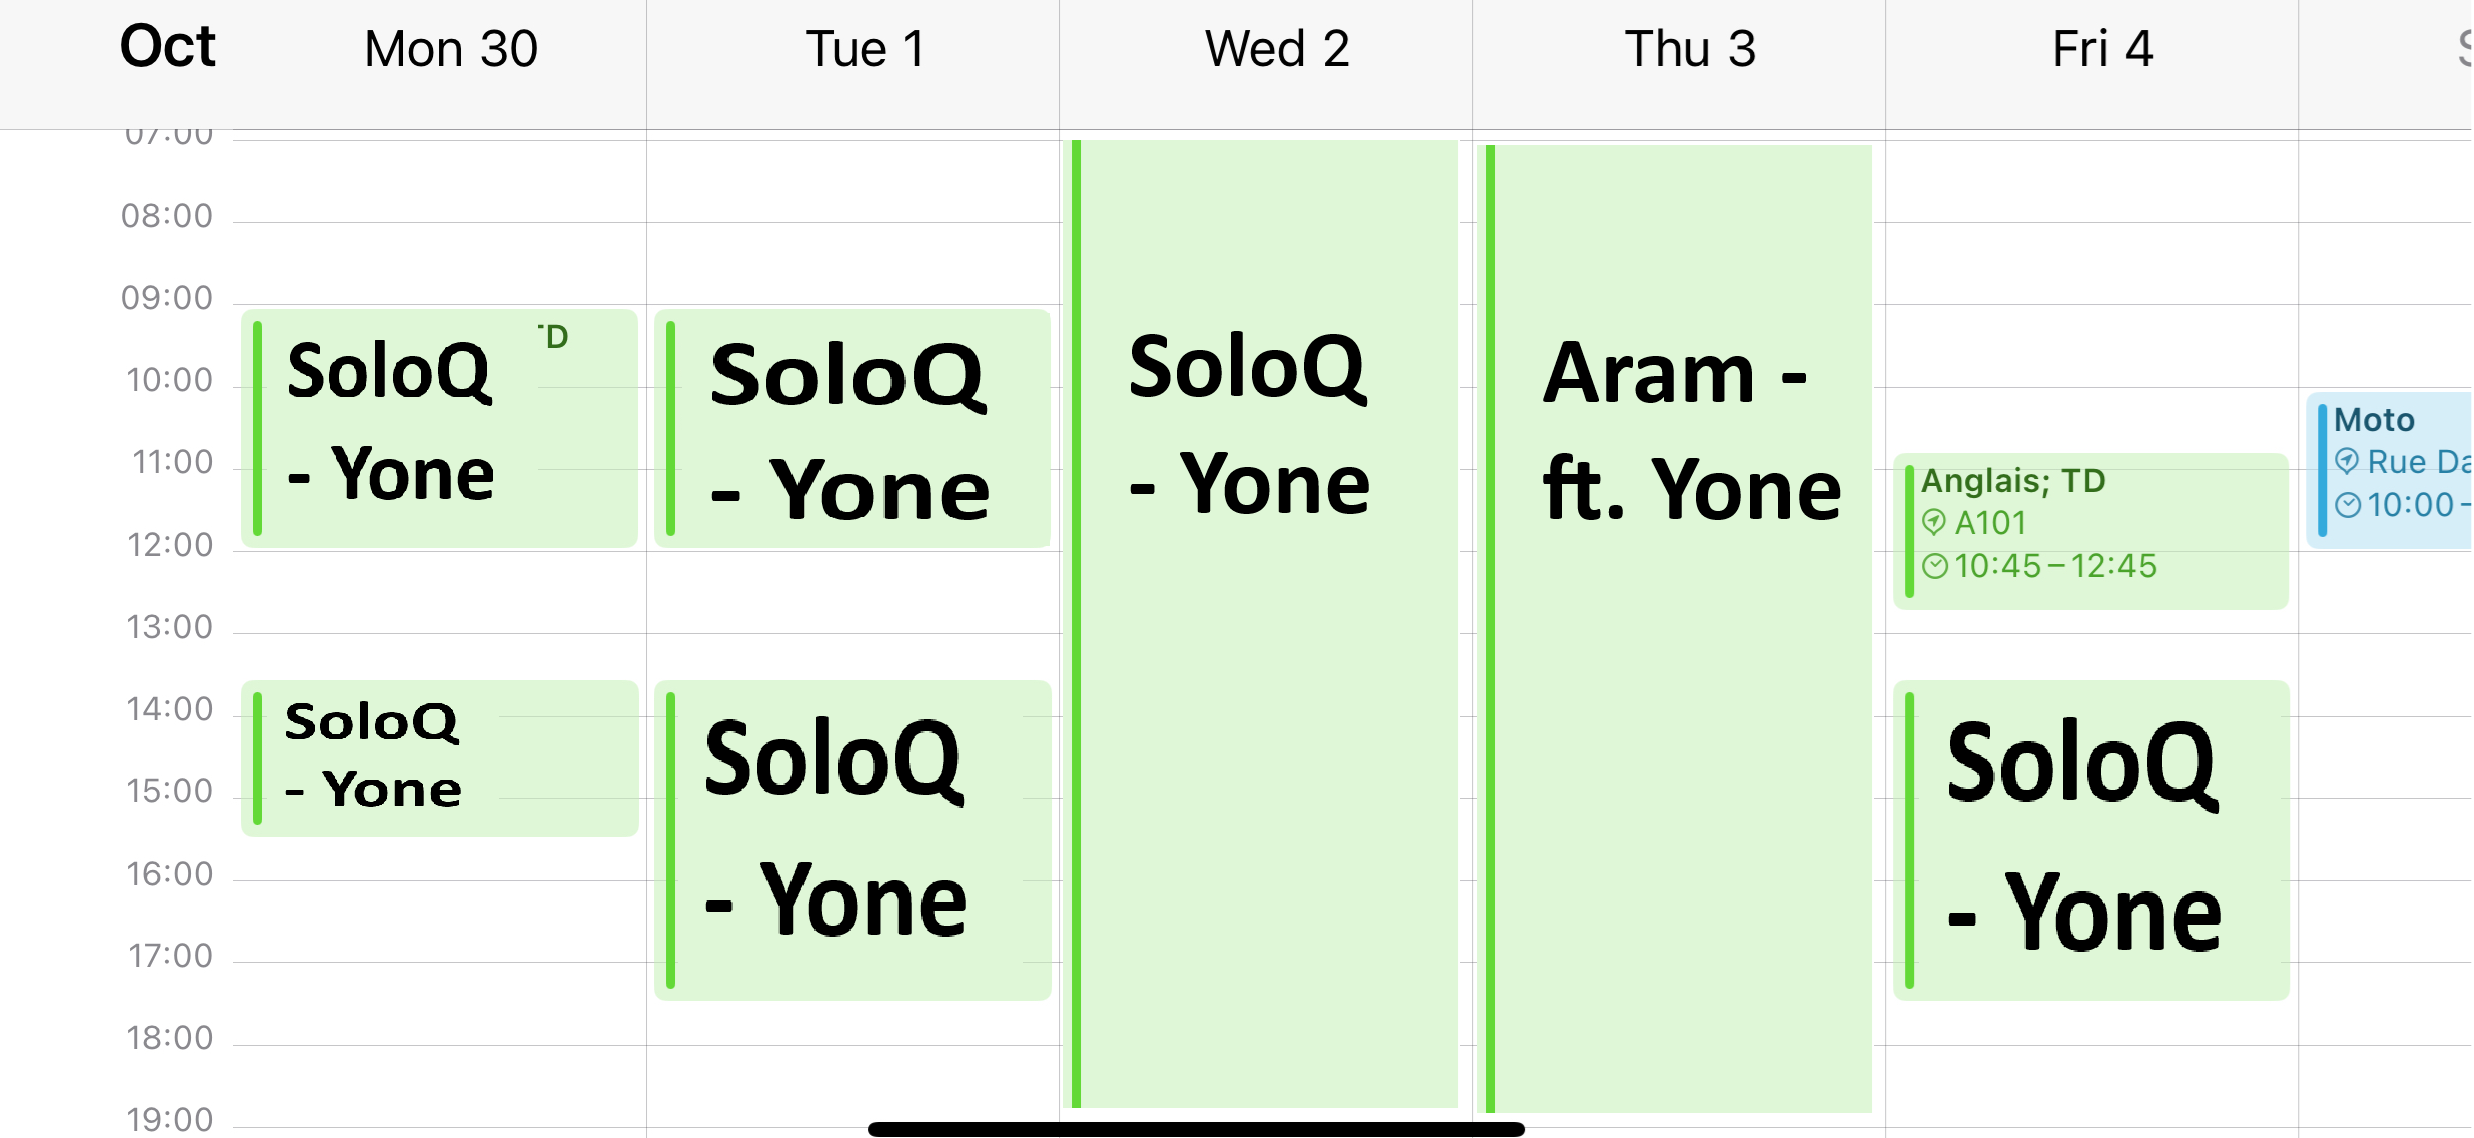 Oct
Mon 30
Tue 1
Wed 2
Thu 3
Fri 4
07:00
08:00
09:00
10:00
11:00
12:00
13:00
14:00
15:00
16:00
17:00
18:00
19:00
TD
SoloQ
- Yone
SoloQ
- Yone
SoloQ
- Yone
SoloQ
- Yone
SoloQ
- Yone
Aram -
ft. Yone
Anglais; TD
A101
10:45 – 12:45
SoloQ
- Yone
Moto
Rue
10:00 –